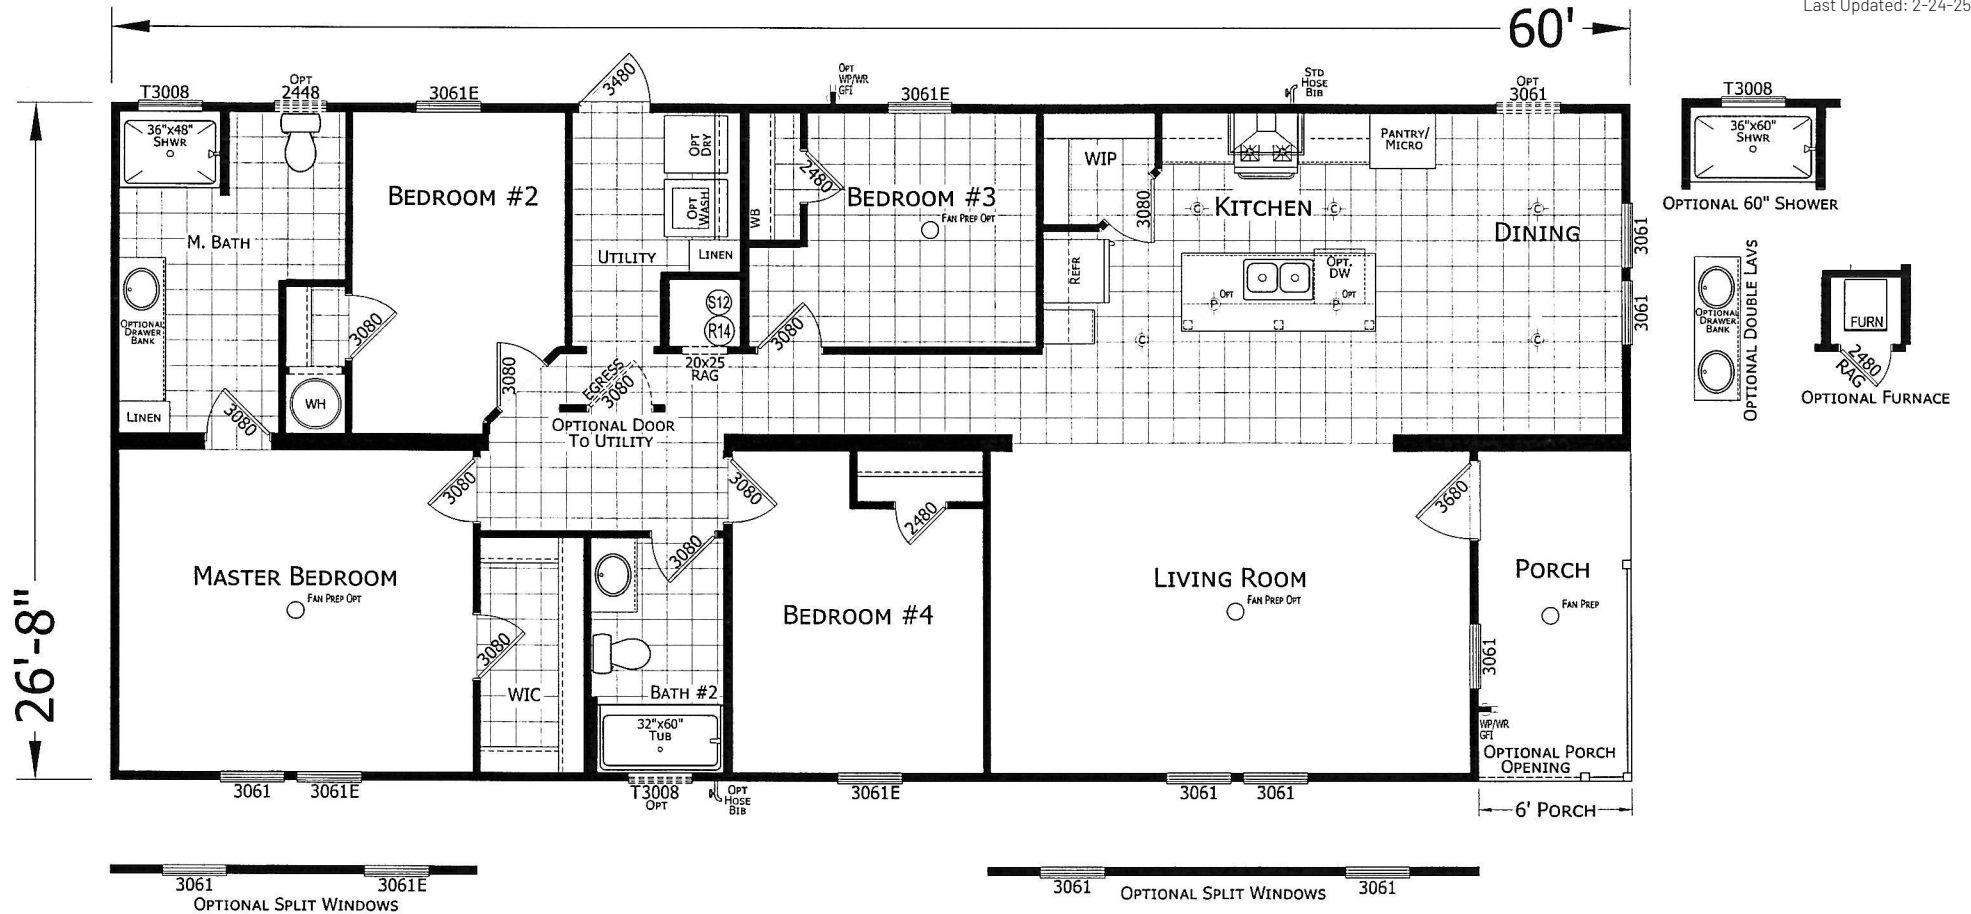 Last Updated: 2-24-25
60'
26'-8"
T3008
OPT
2448
3061E
3480
OPT
WP/WR
GFI
3061E
STD
HOSE
BIB
OPT
3061
36"x48"
SHWR
M. BATH
OPTIONAL
DRAWER
BANK
LINEN
3080
3080
WH
BEDROOM #2
3080
UTILITY
OPT
DRY
OPT
WASH
LINEN
S12
R14
20x25
RAG
EGRESS
3080
OPTIONAL DOOR
TO UTILITY
WB
2480
BEDROOM #3
FAN PREP OPT
3080
WIP
3080
REFR
KITCHEN
PANTRY/
MICRO
C
C
C
C
C
OPT.
DW
P
OPT
P
OPT
DINING
3061
3061
3080
MASTER BEDROOM
FAN PREP OPT
3080
WIC
3080
BATH #2
32"x60"
TUB
3080
2480
BEDROOM #4
LIVING ROOM
FAN PREP OPT
3680
PORCH
FAN PREP
3061
WP/WR
GFI
OPTIONAL PORCH
OPENING
6' PORCH
3061
3061E
T3008
OPT
OPT
HOSE
BIB
3061E
3061
3061
3061
3061E
OPTIONAL SPLIT WINDOWS
3061
3061
OPTIONAL SPLIT WINDOWS
T3008
36"x60"
SHWR
OPTIONAL 60" SHOWER
OPTIONAL
DRAWER
BANK
OPTIONAL DOUBLE LAVS
FURN
2480
RAG
OPTIONAL FURNACE